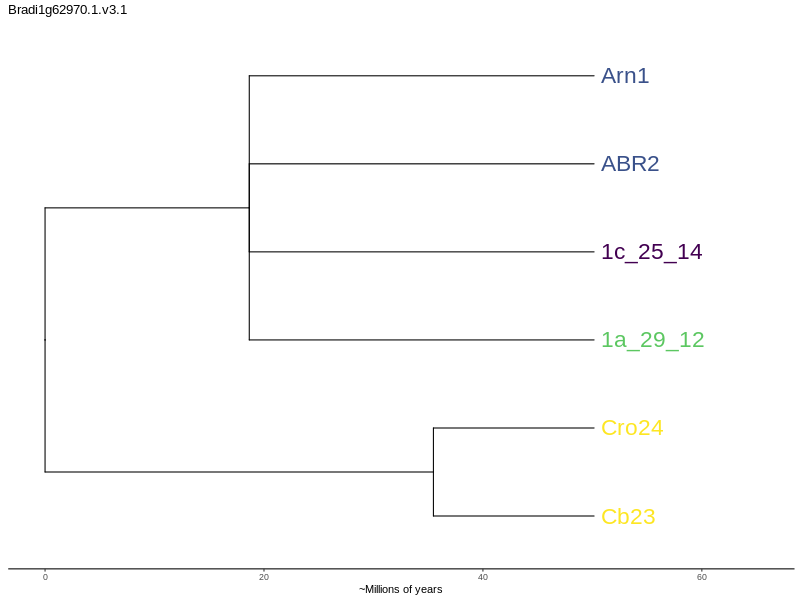 Bradi1g62970.1.v3.1
Arn1
ABR2
1c_25_14
1a_29_12
Cro24
Cb23
0 20 40 60
~Millions of years